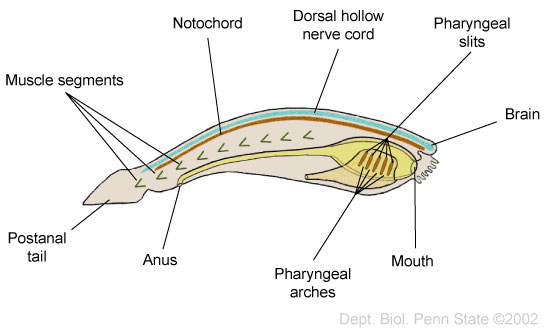 Notochord
Dorsal hollow
nerve cord
Pharyngeal
slits
Muscle segments
Brain
Postanal
tail
Anus
Pharyngeal
arches
Mouth
Dept. Biol. Penn State ©2002